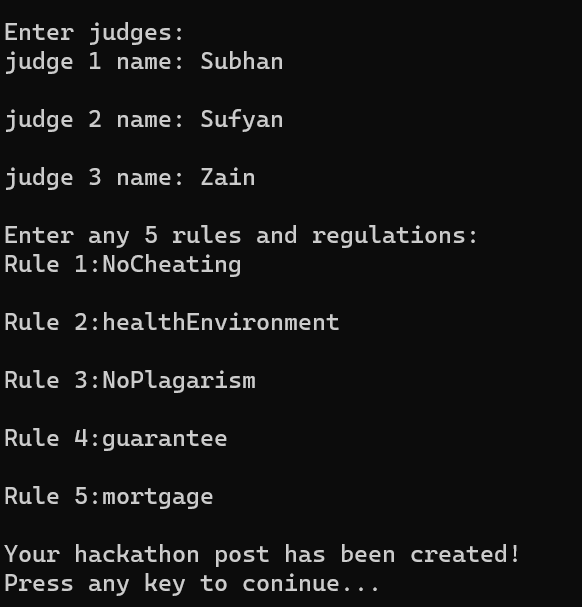 Enter judges:
judge 1 name: Subhan
judge 2 name: Sufyan
judge 3 name: Zain
Enter any 5 rules and regulations:
Rule 1:NoCheating
Rule 2:healthEnvironment
Rule 3:NoPlagarism
Rule 4:guarantee
Rule 5:mortgage
Your hackathon post has been created!
Press any key to coninue...